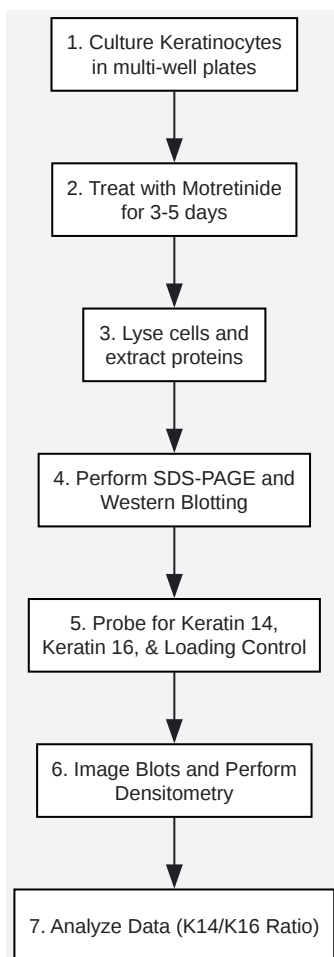 1. Culture Keratinocytes
in multi-well plates
2. Treat with Motretinide
for 3-5 days
3. Lyse cells and
extract proteins
4. Perform SDS-PAGE and
Western Blotting
5. Probe for Keratin 14,
Keratin 16, & Loading Control
6. Image Blots and Perform
Densitometry
7. Analyze Data (K14/K16 Ratio)